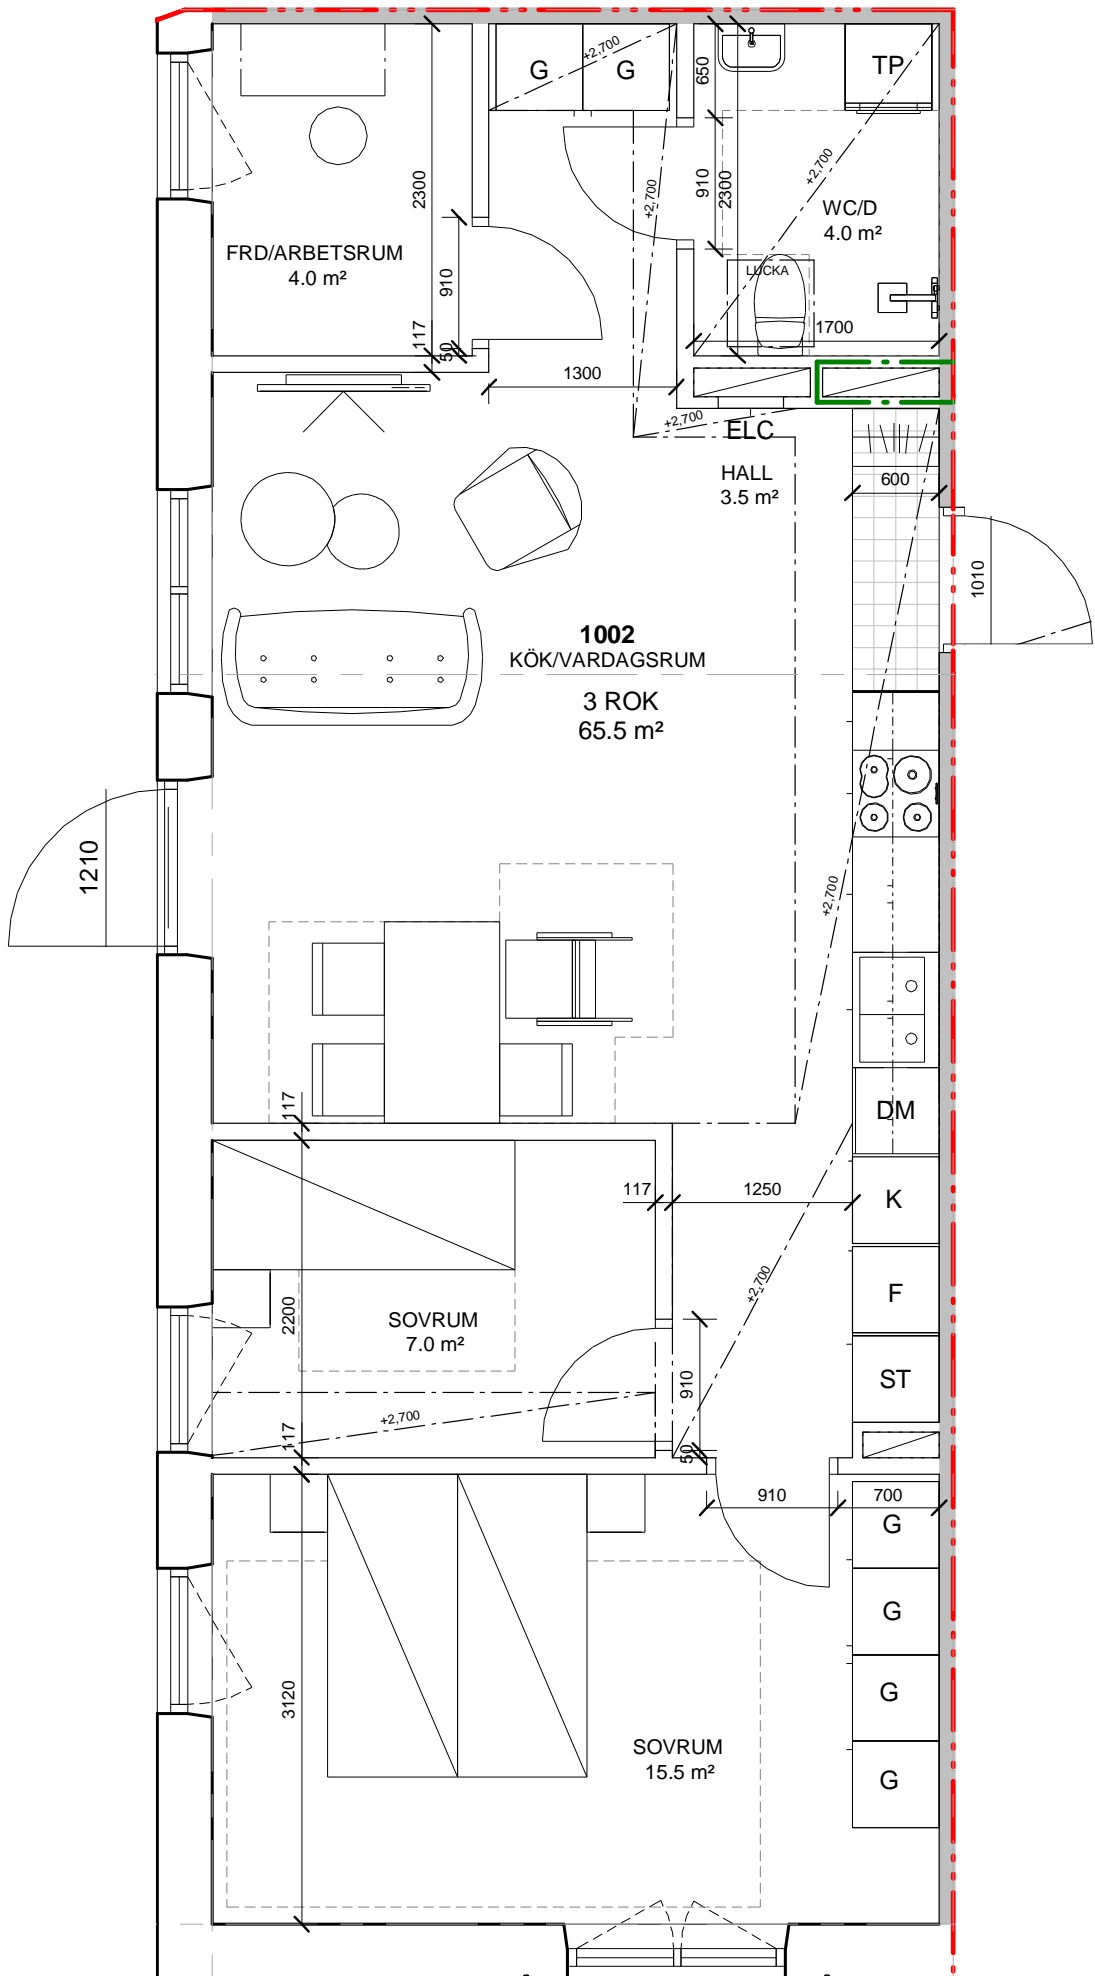 G
G
+2,700
650
TP
2300
+2,700
910
2300
+2,700
WC/D
4.0 m²
FRD/ARBETSRUM
4.0 m²
910
LUCKA
117
50
1700
1300
+2,700
ELC
HALL
3.5 m²
600
1010
1002
KÖK/VARDAGSRUM
3 ROK
65.5 m²
1210
+2,700
117
DM
117
1250
K
+2,700
F
2200
SOVRUM
7.0 m²
910
ST
+2,700
117
50
910
700
G
G
3120
G
SOVRUM
15.5 m²
G